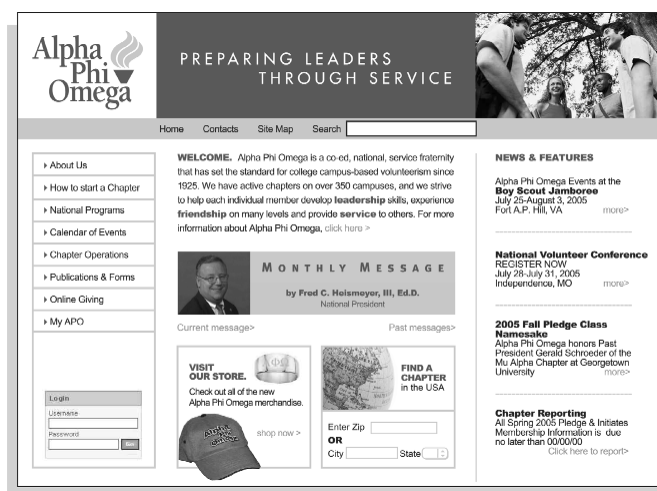 Alpha
Phi
Omega
PREPARING LEADERS
THROUGH SERVICE
Home Contacts Site Map Search
About Us
How to start a Chapter
National Programs
Calendar of Events
Chapter Operations
Publications & Forms
Online Giving
My APO
Login
Username
Password
Go
WELCOME. Alpha Phi Omega is a co-ed, national, service fraternity
that has set the standard for college campus-based volunteerism since
1925. We have active chapters on over 350 campuses, and we strive
to help each individual member develop leadership skills, experience
friendship on many levels and provide service to others. For more
information about Alpha Phi Omega, click here >
MONTHLY MESSAGE
by Fred C. Heismeyer, III, Ed.D.
National President
Current message> Past messages>
VISIT
OUR STORE.
Check out all of the new
Alpha Phi Omega merchandise.
shop now >
alpha
phi
omega
FIND A
CHAPTER
in the USA
Enter Zip
OR
City State
NEWS & FEATURES
Alpha Phi Omega Events at the
Boy Scout Jamboree
July 25-August 3, 2005
Fort A.P. Hill, VA more>
National Volunteer Conference
REGISTER NOW
July 28-July 31, 2005
Independence, MO more>
2005 Fall Pledge Class
Namesake
Alpha Phi Omega honors Past
President Gerald Schroeder of the
Mu Alpha Chapter at Georgetown
University more>
Chapter Reporting
All Spring 2005 Pledge & Initiates
Membership Information is due
no later than 00/00/00
Click here to report>